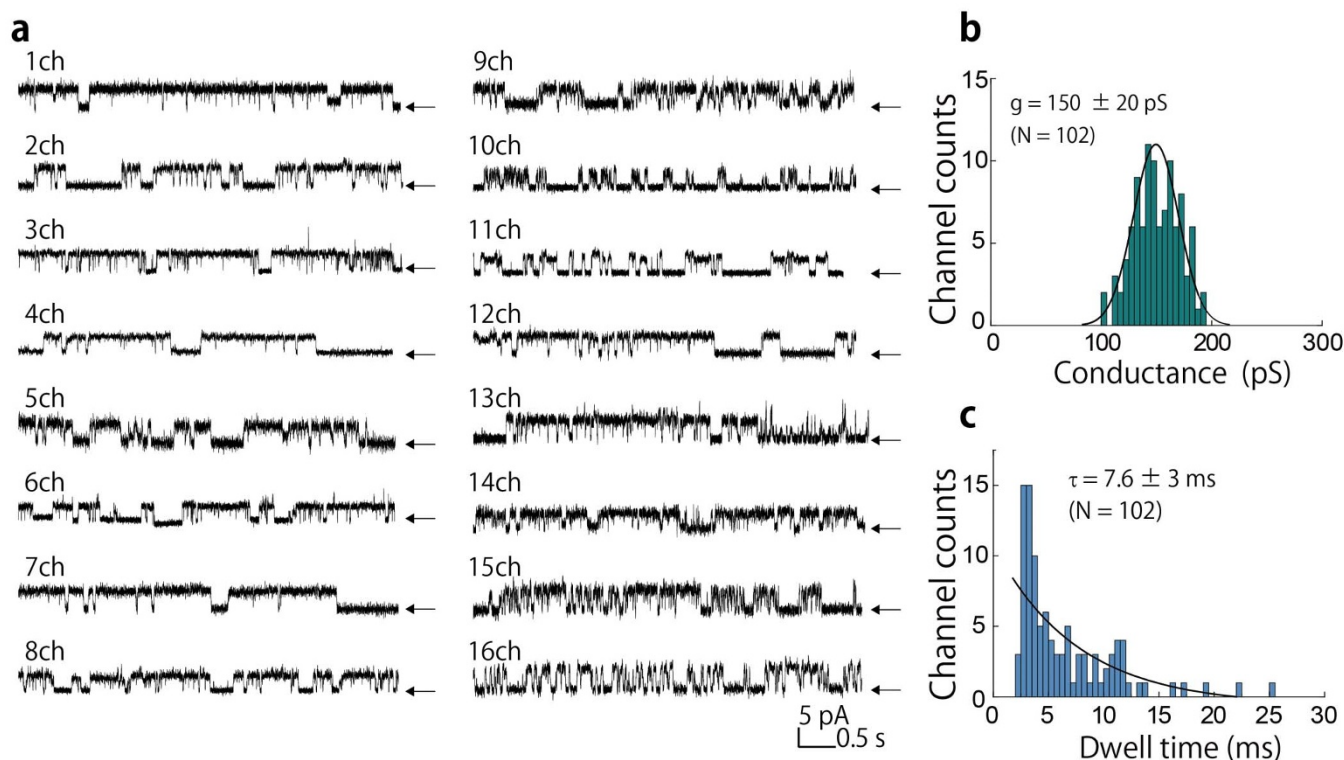 a
1ch
2ch
3ch
4ch
5ch
6ch
7ch
8ch
9ch
10ch
11ch
12ch
13ch
14ch
15ch
16ch
5 pA
0.5 s
b
Channel counts
15
10
5
0
g = 150 ± 20 pS
(N = 102)
0 100 200 300
Conductance (pS)
c
Channel counts
15
10
5
0
τ = 7.6 ± 3 ms
(N = 102)
0 5 10 15 20 25 30
Dwell time (ms)